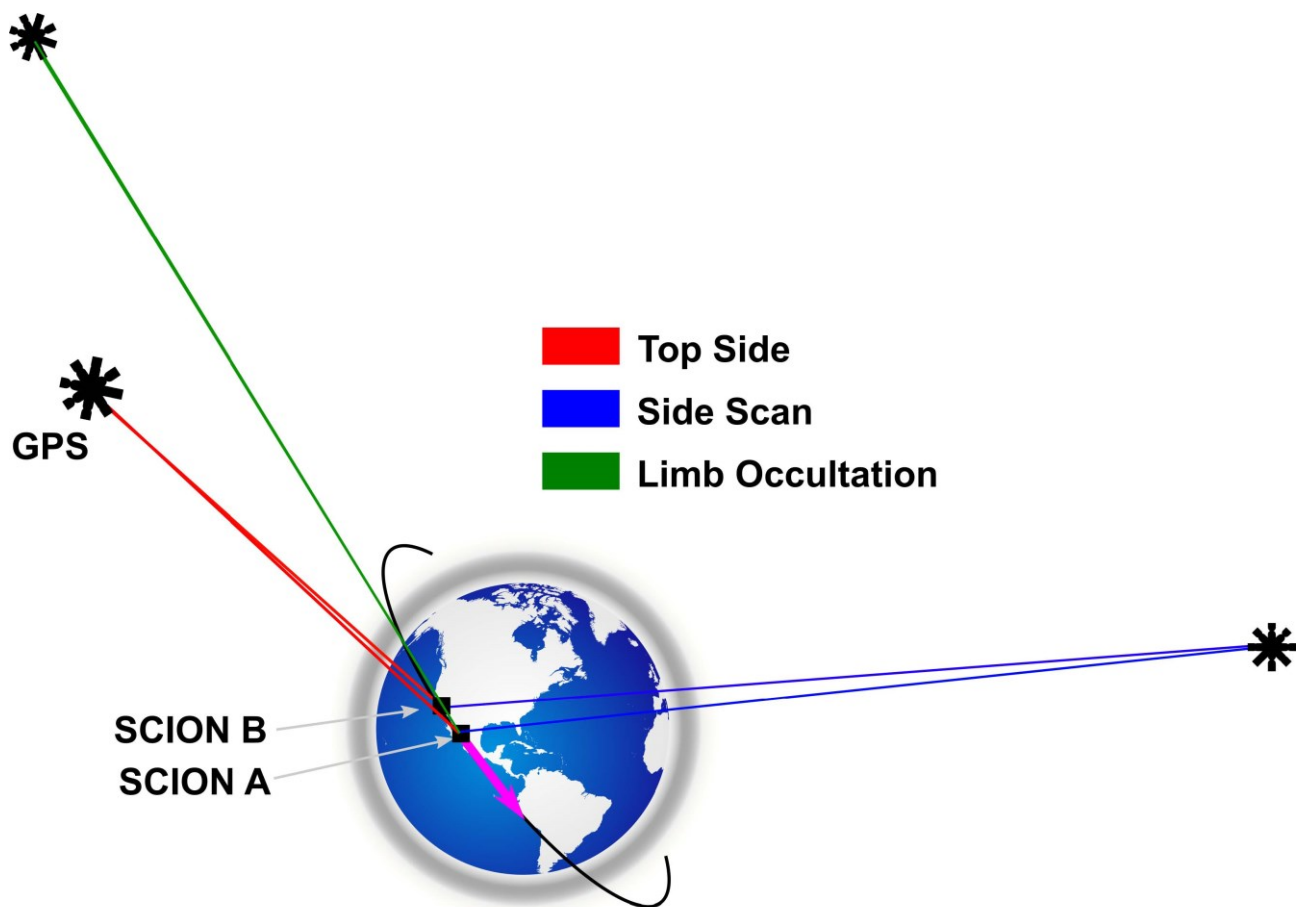 GPS
Top Side
Side Scan
Limb Occultation
SCION B
SCION A